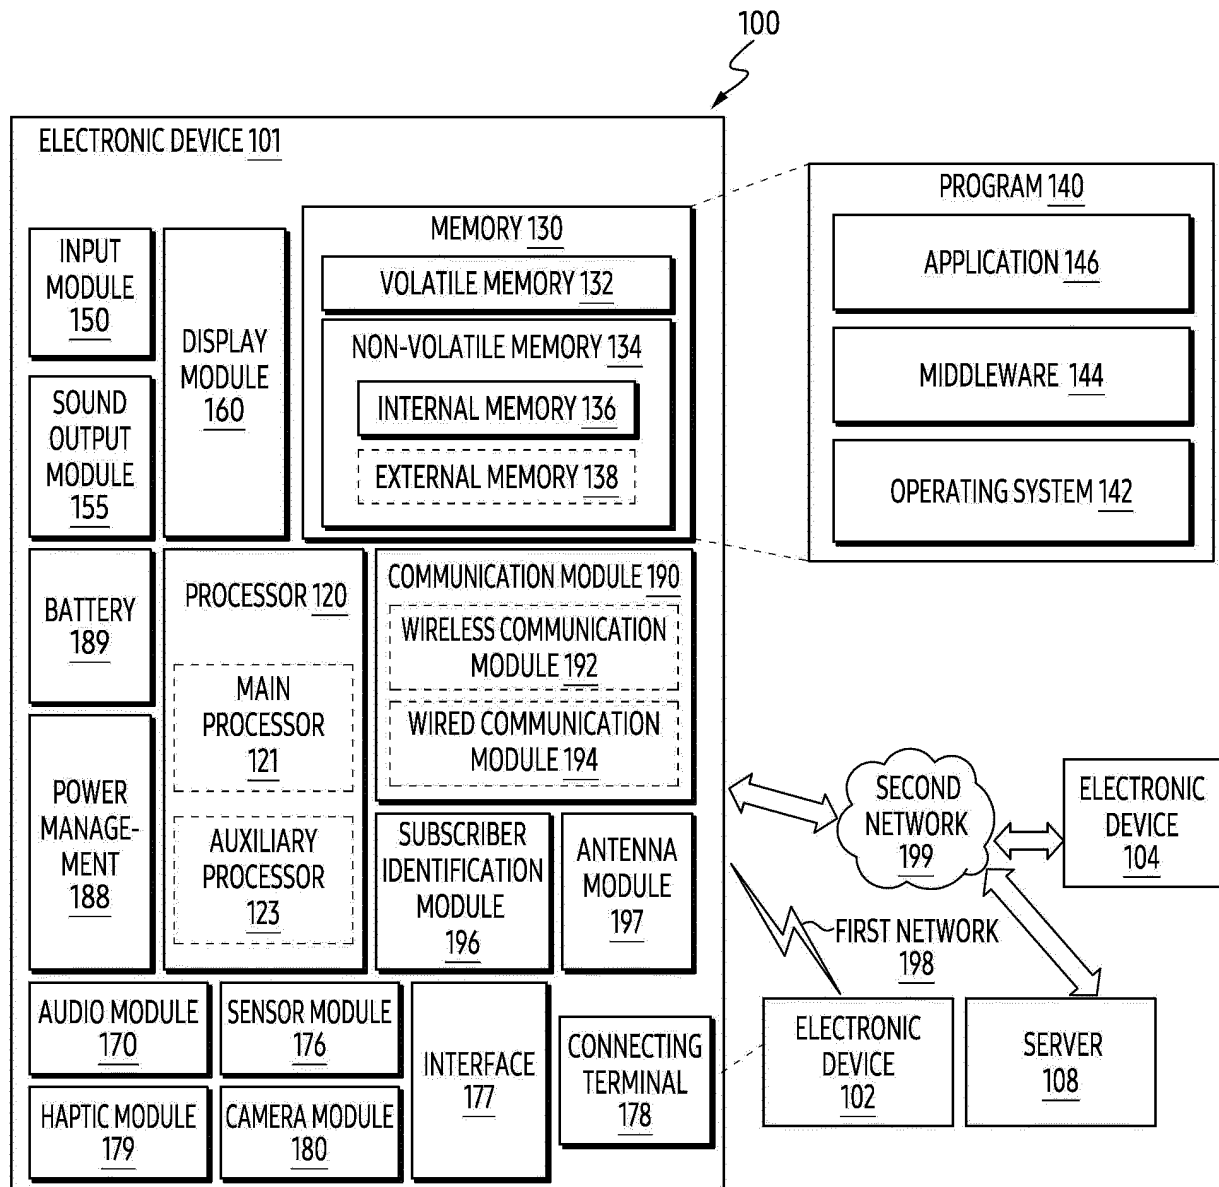 100
ELECTRONIC DEVICE 101
INPUT
MODULE
150
SOUND
OUTPUT
MODULE
155
DISPLAY
MODULE
160
MEMORY 130
VOLATILE MEMORY 132
NON-VOLATILE MEMORY 134
INTERNAL MEMORY 136
EXTERNAL MEMORY 138
PROGRAM 140
APPLICATION 146
MIDDLEWARE 144
OPERATING SYSTEM 142
BATTERY
189
POWER
MANAGE-
MENT
188
PROCESSOR 120
MAIN
PROCESSOR
121
AUXILIARY
PROCESSOR
123
COMMUNICATION MODULE 190
WIRELESS COMMUNICATION
MODULE 192
WIRED COMMUNICATION
MODULE 194
SUBSCRIBER
IDENTIFICATION
MODULE
196
ANTENNA
MODULE
197
SECOND
NETWORK
199
ELECTRONIC
DEVICE
104
FIRST NETWORK
198
AUDIO MODULE
170
SENSOR MODULE
176
HAPTIC MODULE
179
CAMERA MODULE
180
INTERFACE
177
CONNECTING
TERMINAL
178
ELECTRONIC
DEVICE
102
SERVER
108